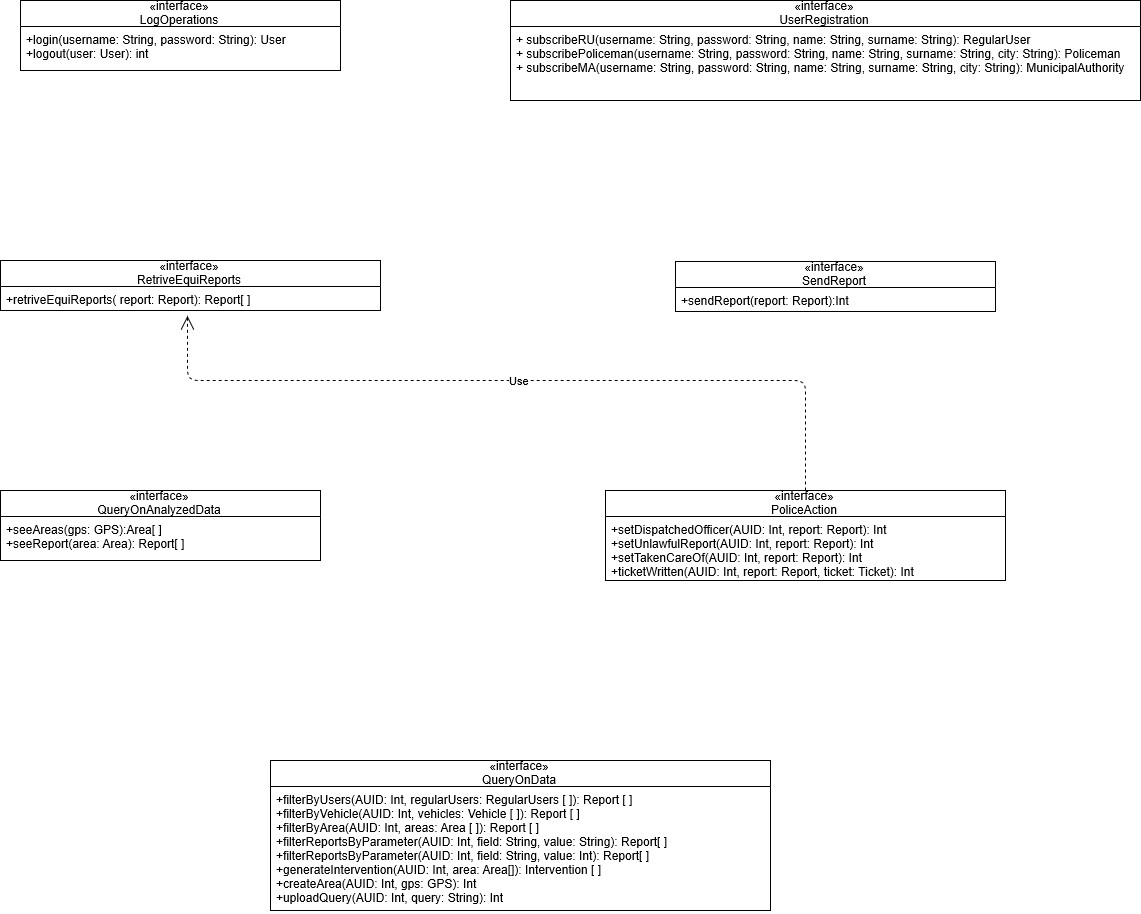 «interface»
LogOperations
+login(username: String, password: String): User
+logout(user: User): int
«interface»
UserRegistration
+ subscribeRU(username: String, password: String, name: String, surname: String): RegularUser
+ subscribePoliceman(username: String, password: String, name: String, surname: String, city: String): Policeman
+ subscribeMA(username: String, password: String, name: String, surname: String, city: String): MunicipalAuthority
«interface»
RetriveEquiReports
+retriveEquiReports( report: Report): Report[ ]
«interface»
SendReport
+sendReport(report: Report):Int
Use
«interface»
QueryOnAnalyzedData
+seeAreas(gps: GPS):Area[ ]
+seeReport(area: Area): Report[ ]
«interface»
PoliceAction
+setDispatchedOfficer(AUID: Int, report: Report): Int
+setUnlawfulReport(AUID: Int, report: Report): Int
+setTakenCareOf(AUID: Int, report: Report): Int
+ticketWritten(AUID: Int, report: Report, ticket: Ticket): Int
«interface»
QueryOnData
+filterByUsers(AUID: Int, regularUsers: RegularUsers [ ]): Report [ ]
+filterByVehicle(AUID: Int, vehicles: Vehicle [ ]): Report [ ]
+filterByArea(AUID: Int, areas: Area [ ]): Report [ ]
+filterReportsByParameter(AUID: Int, field: String, value: String): Report[ ]
+filterReportsByParameter(AUID: Int, field: String, value: Int): Report[ ]
+generateIntervention(AUID: Int, area: Area[]): Intervention [ ]
+createArea(AUID: Int, gps: GPS): Int
+uploadQuery(AUID: Int, query: String): Int